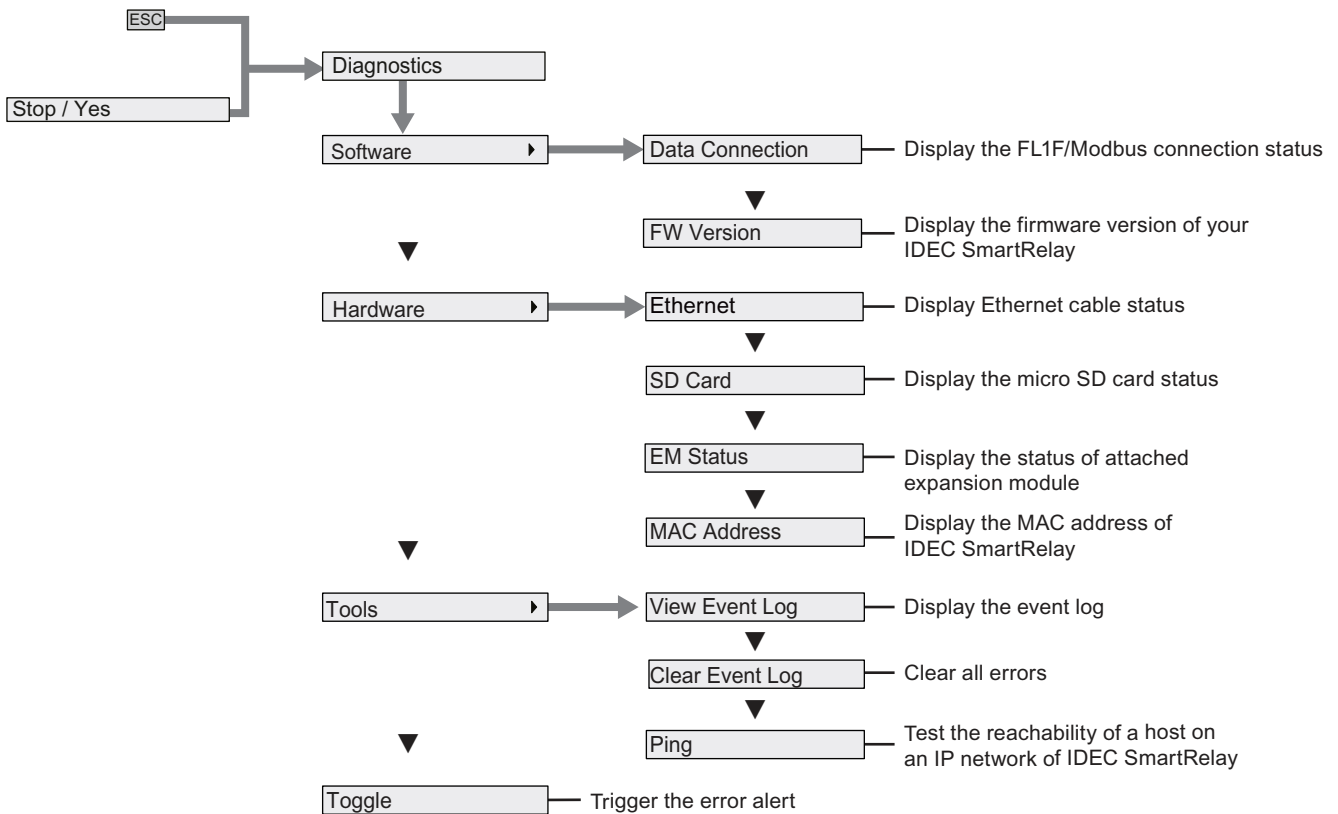 ESC
Diagnostics
Stop / Yes
Software
Data Connection
Display the FL1F/Modbus connection status
FW Version
Display the firmware version of your
IDEC SmartRelay
Hardware
Ethernet
Display Ethernet cable status
SD Card
Display the micro SD card status
EM Status
Display the status of attached
expansion module
MAC Address
Display the MAC address of
IDEC SmartRelay
Tools
View Event Log
Display the event log
Clear Event Log
Clear all errors
Ping
Test the reachability of a host on
an IP network of IDEC SmartRelay
Toggle
Trigger the error alert